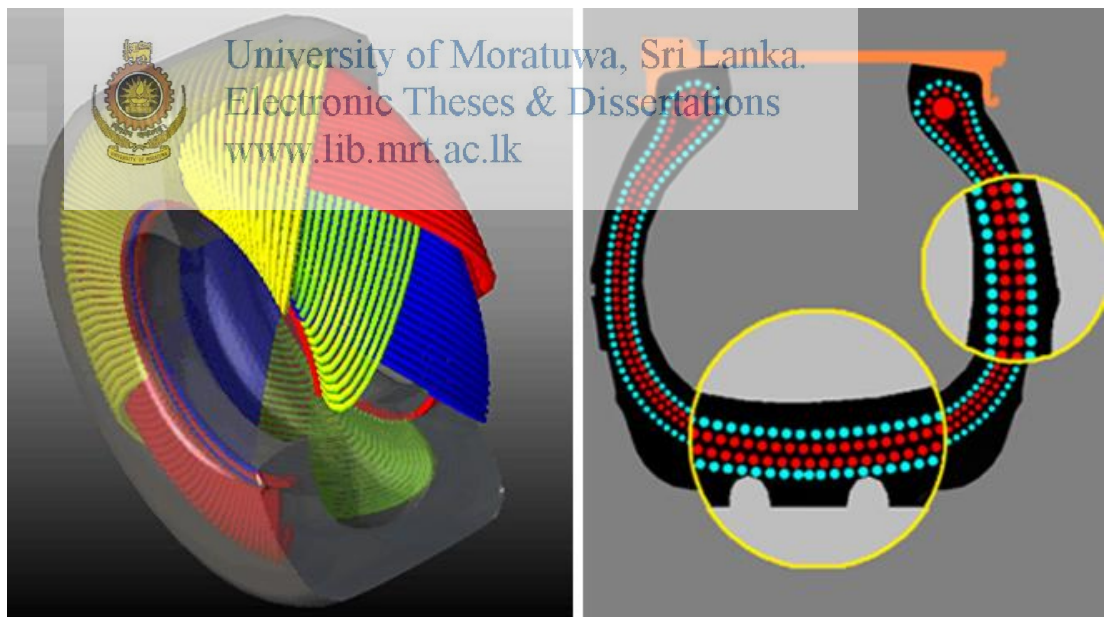 University of Moratuwa, Sri Lanka.
Electronic Theses & Dissertations
www.lib.mrt.ac.lk